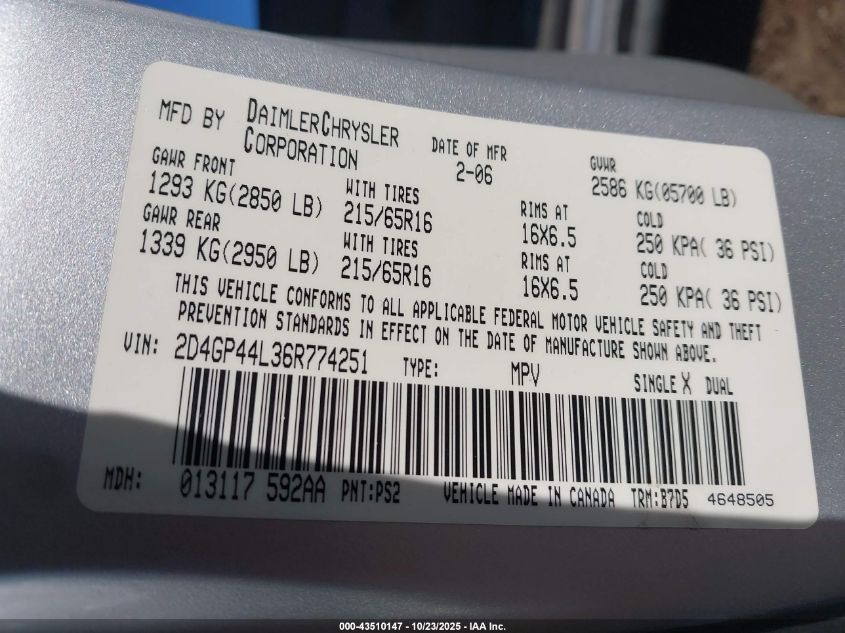 MFD BY DAIMLERCHRYSLER CORPORATION DATE OF MFR 2-06 GVWR 2586 KG(05700 LB)
GAWR FRONT WITH TIRES RIMS AT COLD
1293 KG(2850 LB) 215/65R16 16X6.5 250 KPA( 36 PSI)
GAWR REAR WITH TIRES RIMS AT COLD
1339 KG(2950 LB) 215/65R16 16X6.5 250 KPA( 36 PSI)
THIS VEHICLE CONFORMS TO ALL APPLICABLE FEDERAL MOTOR VEHICLE SAFETY AND THEFT
PREVENTION STANDARDS IN EFFECT ON THE DATE OF MANUFACTURE SHOWN ABOVE.
VIN: 2D4GP44L36R774251 TYPE: MPV SINGLE X DUAL
MDH: 013117 592AA PNT:PS2 VEHICLE MADE IN CANADA TRM:B7D5 4648505
000-43510147 - 10/23/2025 - IAA Inc.